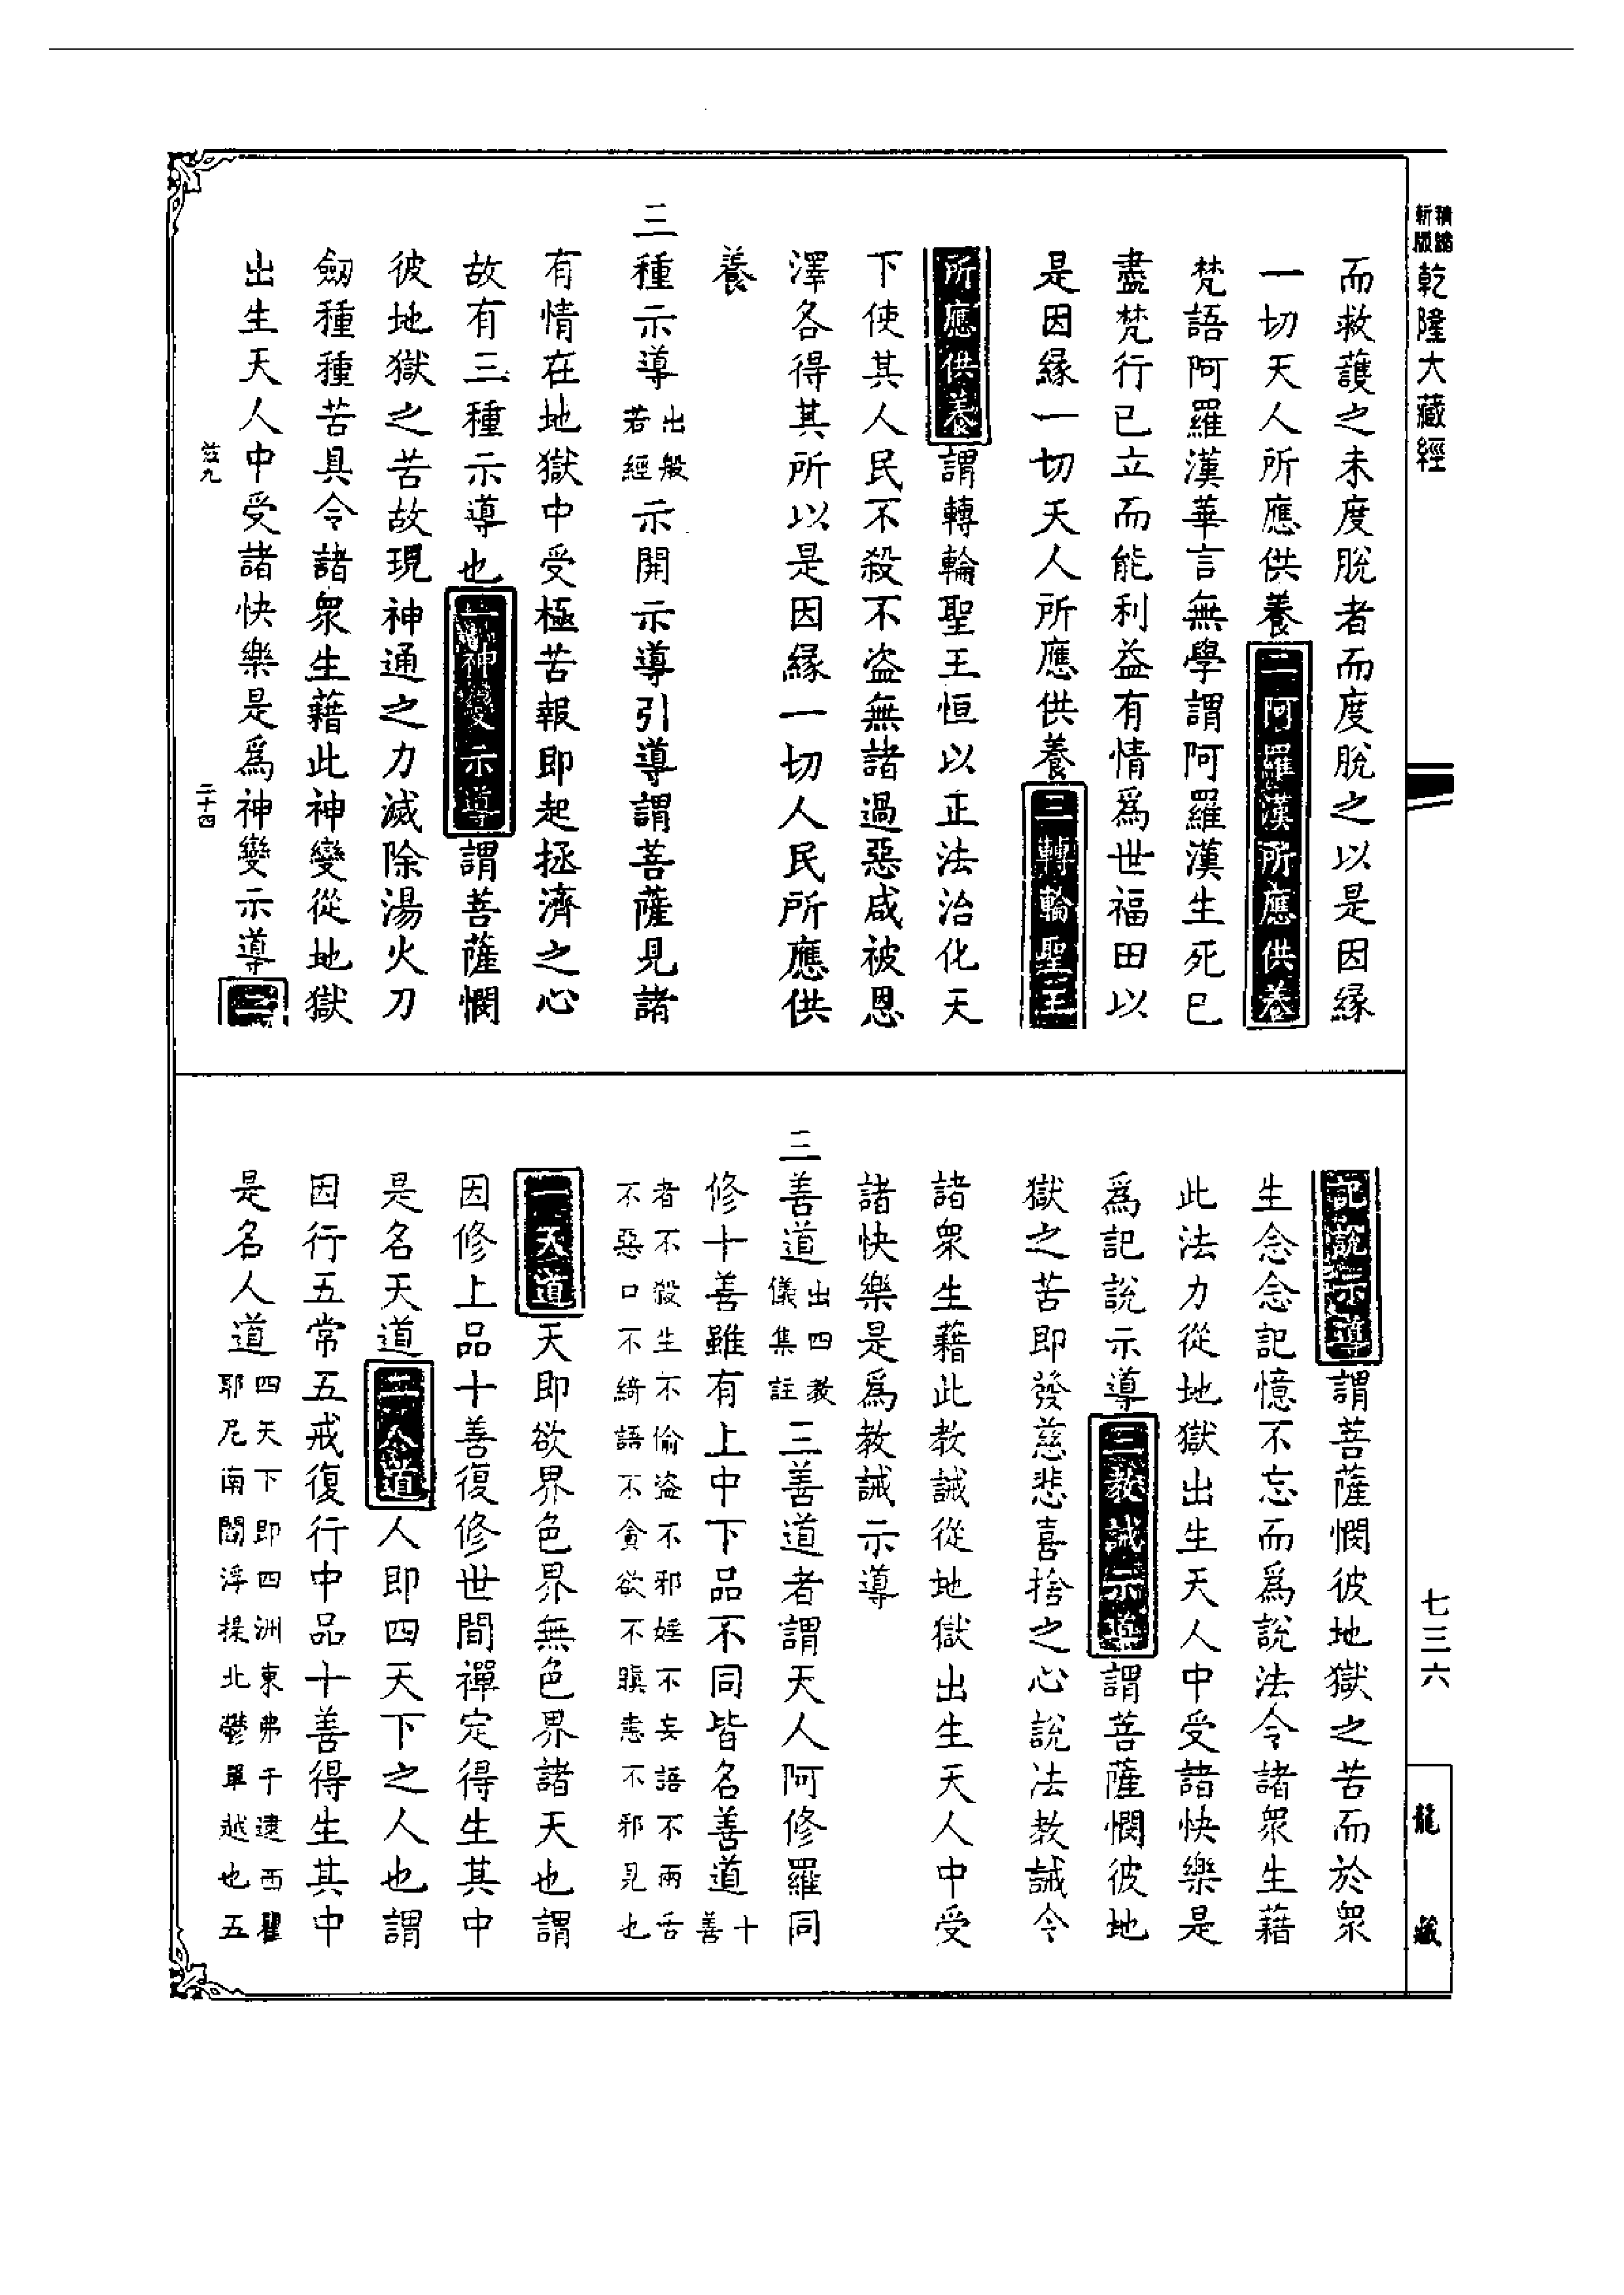 乾隆大藏經
而救護之未度脫者而度脫之以是因緣
一切天人所應供養二阿羅漢所應供養
梵語阿羅漢華言無學謂阿羅漢生死已
盡梵行已立而能利益有情爲世福田以
是因緣一切天人所應供養三轉輪聖王
所應供養謂轉輪聖王恒以正法治化天
下使其人民不殺不盜無諸過惡咸被恩
澤各得其所以是因緣一切人民所應供
養
三種示導出般若經示開示導引導謂菩薩見諸
有情在地獄中受極苦報即起拯濟之心
故有三種示導也一神變示導謂菩薩憫
彼地獄之苦故現神通之力滅除湯火刀
劒種種苦具令諸衆生藉此神變從地獄
出生天人中受諸快樂是爲神變示導二
二十四
記說示導謂菩薩憫彼地獄之苦而於衆
生念念記憶不忘而爲說法令諸衆生藉
此法力從地獄出生天人中受諸快樂是
爲記說示導三教誡示導謂菩薩憫彼地
獄之苦即發慈悲喜捨之心說法教誡令
諸衆生藉此教誡從地獄出生天人中受
諸快樂是爲教誡示導
三善道出四教儀集註三善道者謂天人阿修羅同
修十善雖有上中下品不同皆名善道十善
者不殺生不偷盜不邪婬不妄語不兩舌
不惡口不綺語不貪欲不瞋恚不邪見也
一天道天即欲界色界無色界諸天也謂
因修上品十善復修世間禪定得生其中
是名天道二人道人即四天下之人也謂
因行五常五戒復行中品十善得生其中
是名人道四天下即四洲東弗于逮西瞿
耶尼南閻浮提北鬱單越也五
七三六
龍藏